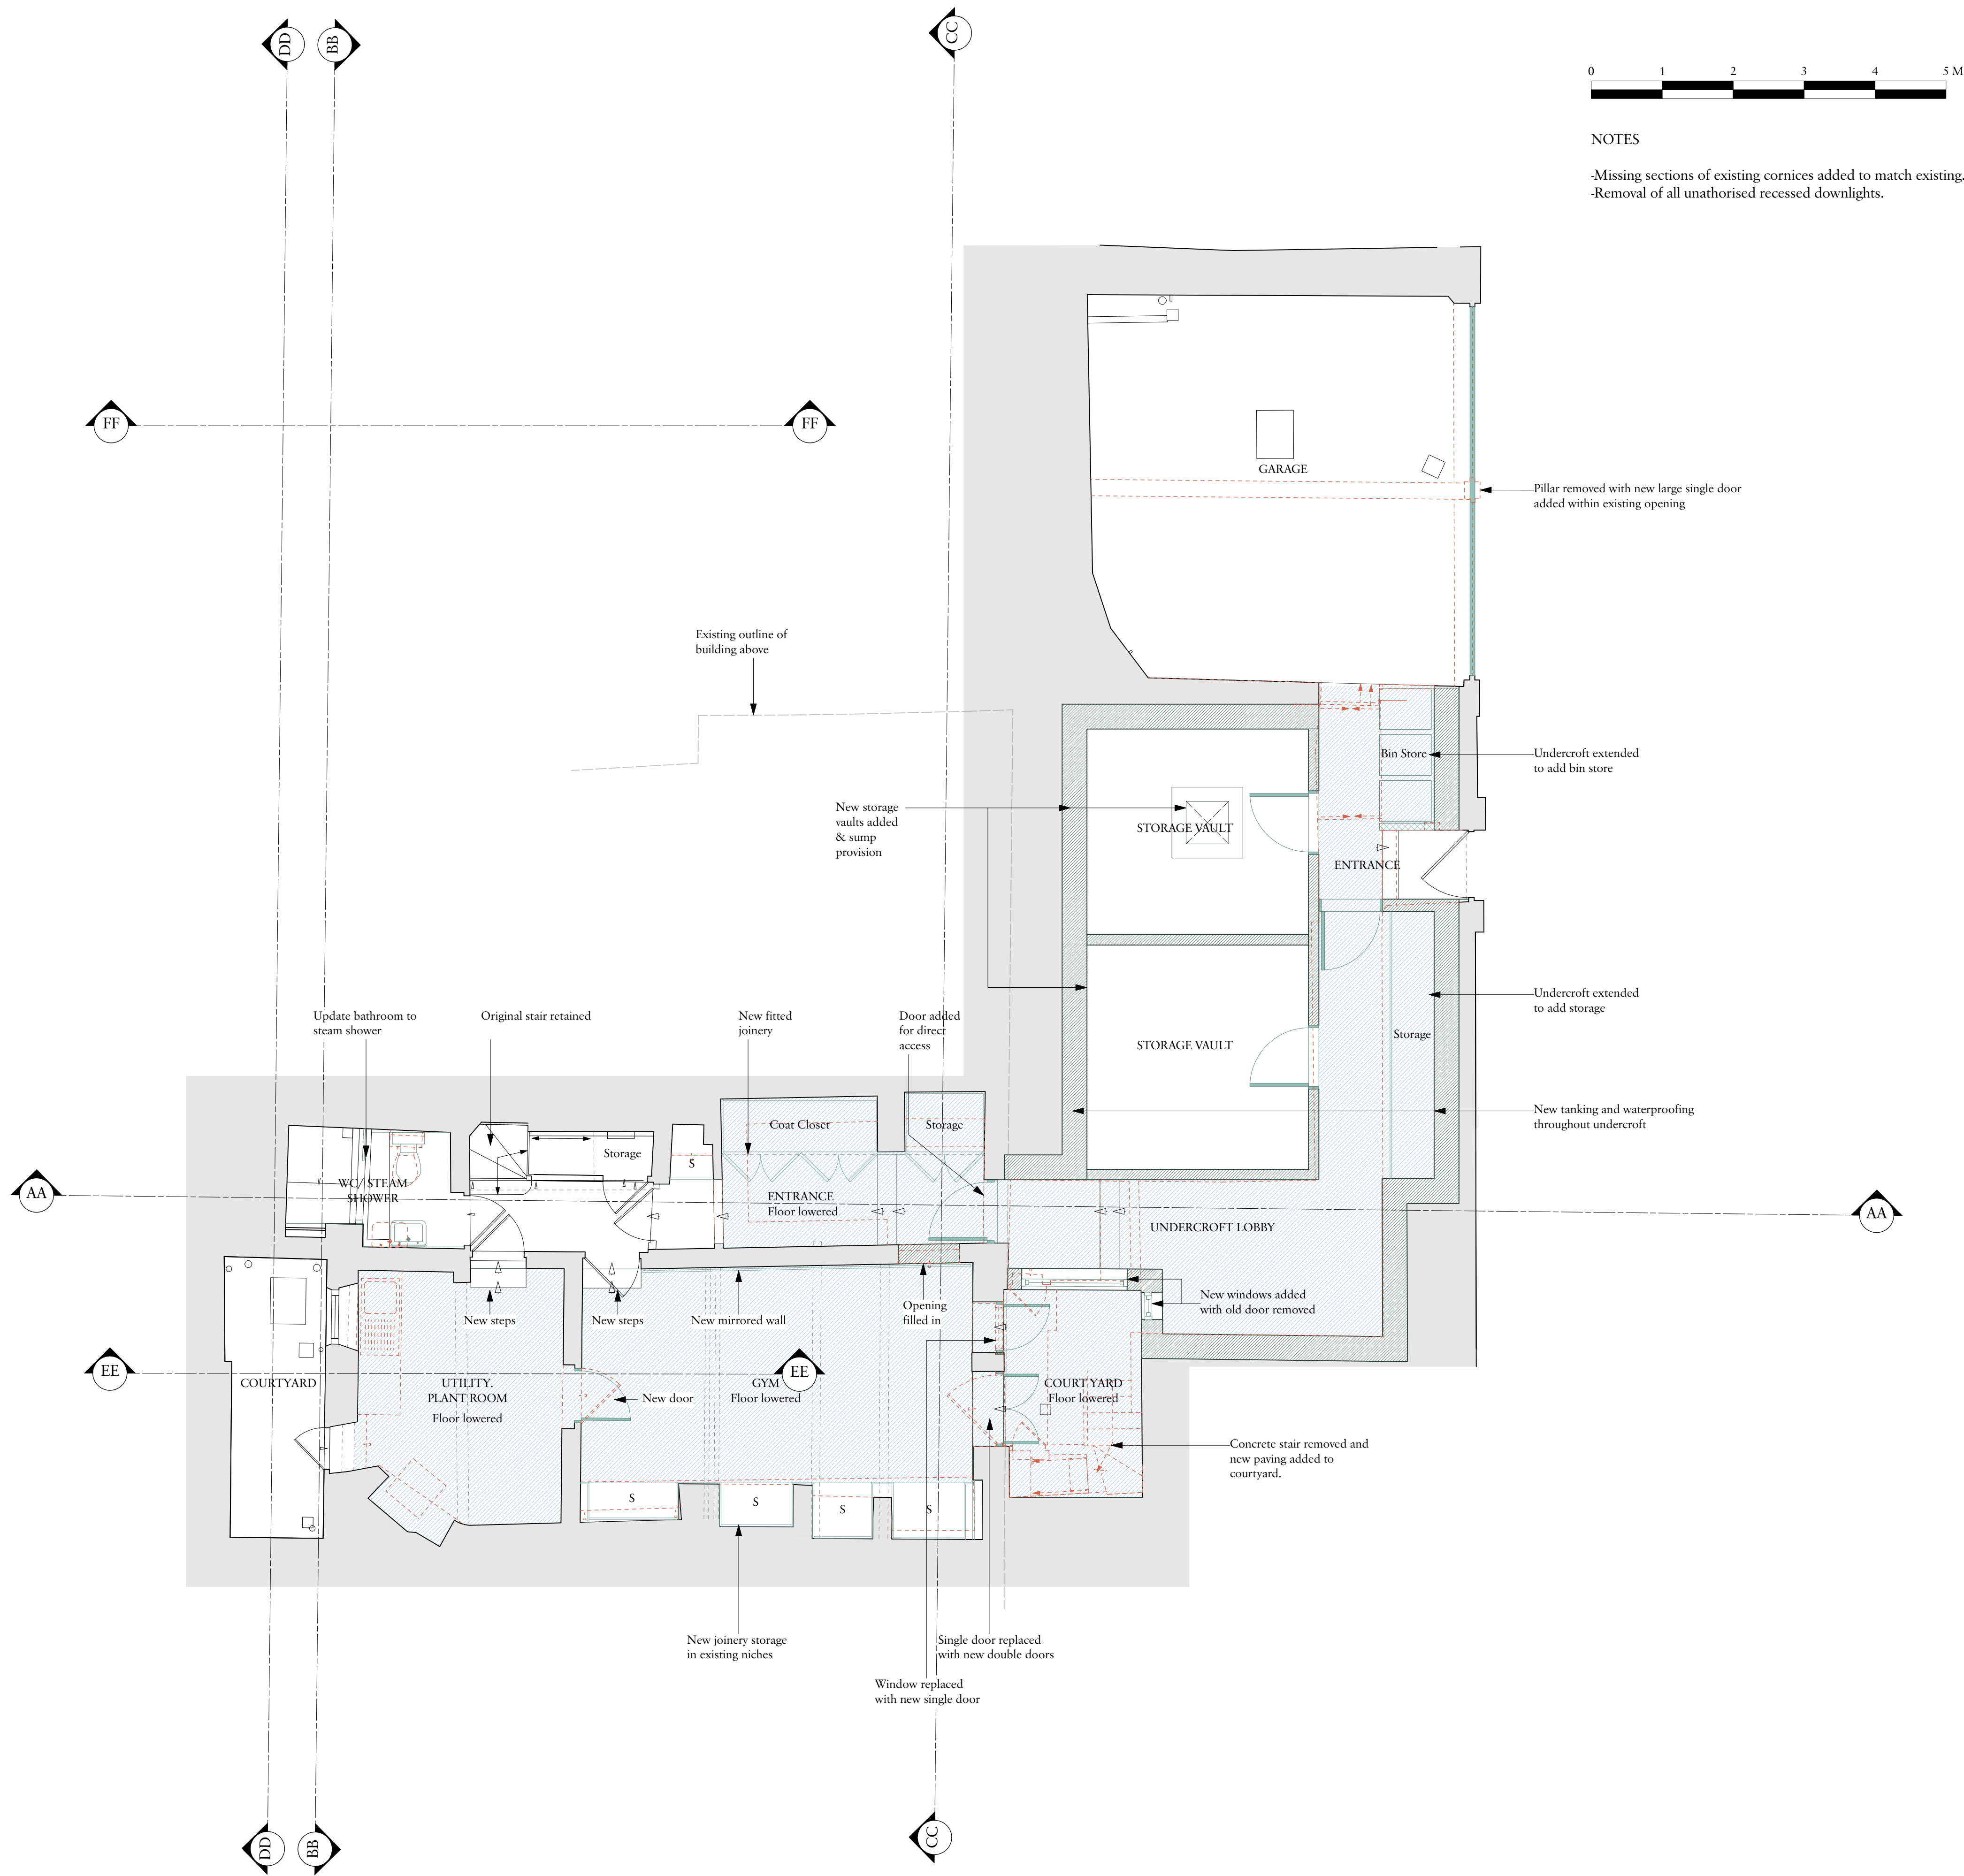 DD
BB
CC
0 1 2 3 4 5 M
NOTES
-Missing sections of existing cornices added to match existing.
-Removal of all unathorised recessed downlights.
FF
FF
GARAGE
Pillar removed with new large single door
added within existing opening
Existing outline of
building above
Bin Store
Undercroft extended
to add bin store
New storage
vaults added
& sump
provision
STORAGE VAULT
ENTRANCE
Undercroft extended
to add storage
Storage
STORAGE VAULT
Update bathroom to
steam shower
Original stair retained
New fitted
joinery
Door added
for direct
access
New tanking and waterproofing
throughout undercroft
Coat Closet
Storage
Storage
S
WC/ STEAM
SHOWER
ENTRANCE
Floor lowered
UNDERCROFT LOBBY
AA
AA
New windows added
with old door removed
Opening
filled in
New steps
New steps
New mirrored wall
EE
EE
COURTYARD
UTILITY.
PLANT ROOM
Floor lowered
New door
GYM
Floor lowered
COURT YARD
Floor lowered
Concrete stair removed and
new paving added to
courtyard.
S
S
S
S
New joinery storage
in existing niches
Single door replaced
with new double doors
Window replaced
with new single door
DD
BB
CC